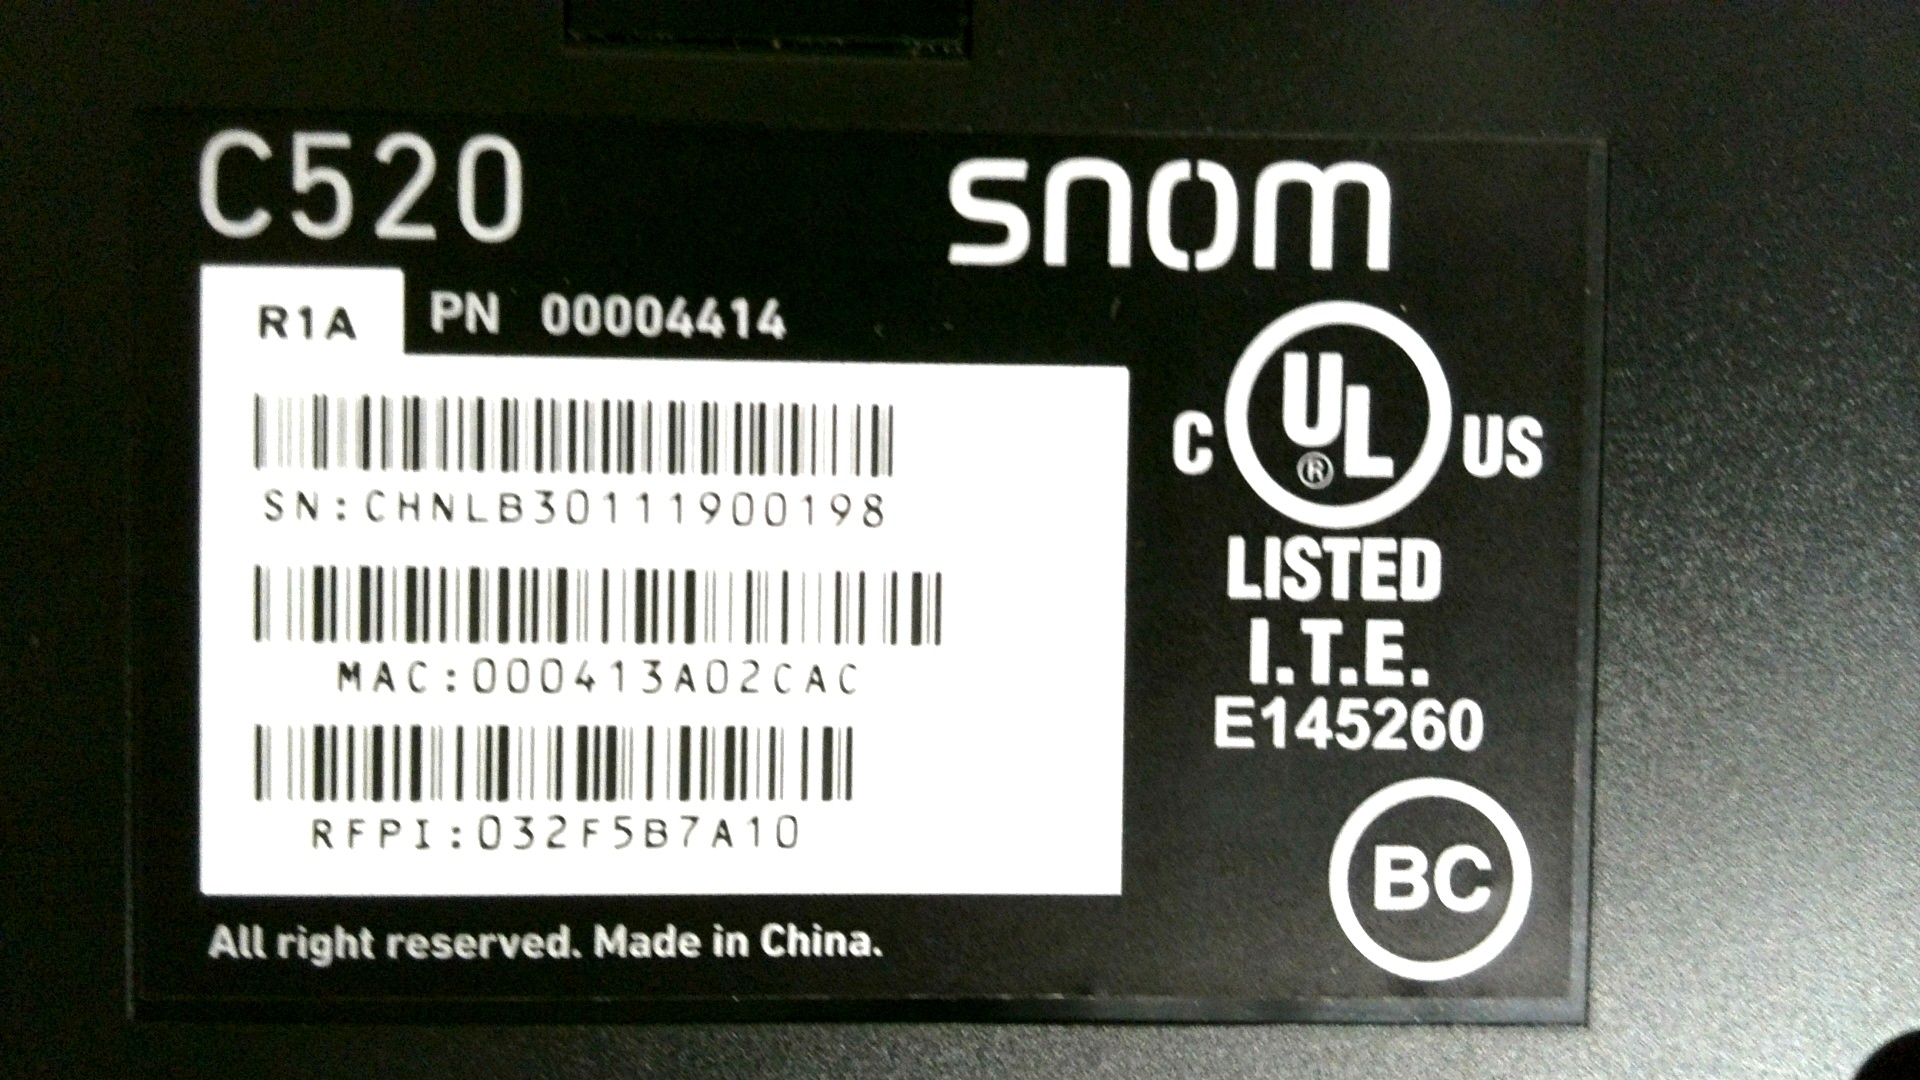 C520
snom
R1A
PN 00004414
SN:CHNLB30111900198
MAC:000413A02CAC
RFPI:032F5B7A10
All right reserved. Made in China.
C UL® US
LISTED
I.T.E.
E145260
BC